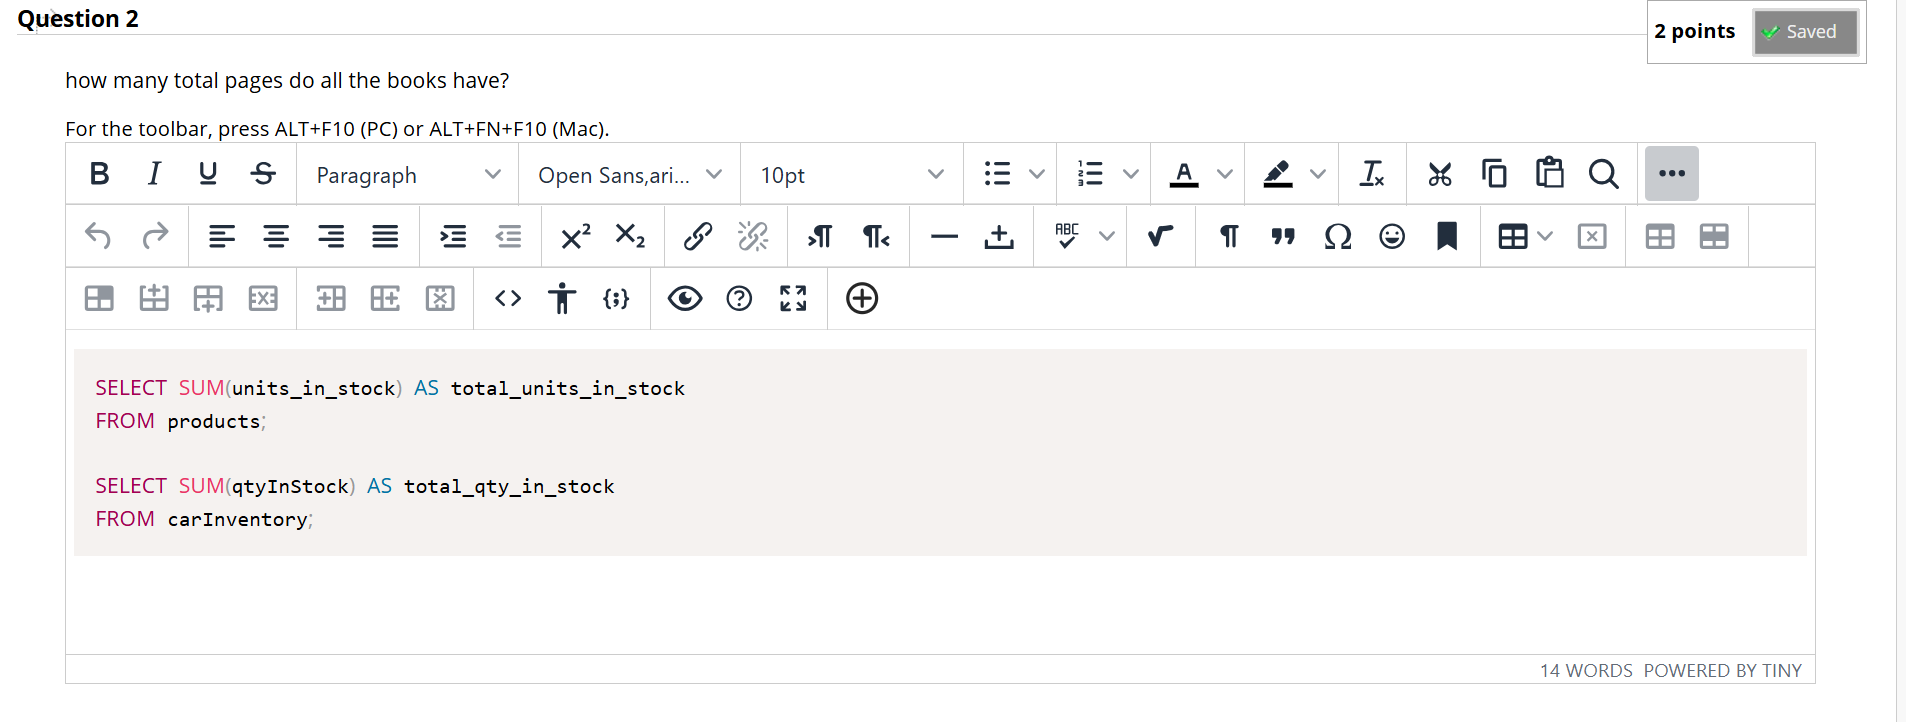 Question 2
2 points
Saved
how many total pages do all the books have?
For the toolbar, press ALT+F10 (PC) or ALT+FN+F10 (Mac).
B I U S Paragraph Open Sans,ari... 10pt A
ABC
SELECT SUM(units_in_stock) AS total_units_in_stock
FROM products;
SELECT SUM(qtyInStock) AS total_qty_in_stock
FROM carInventory;
14 WORDS POWERED BY TINY